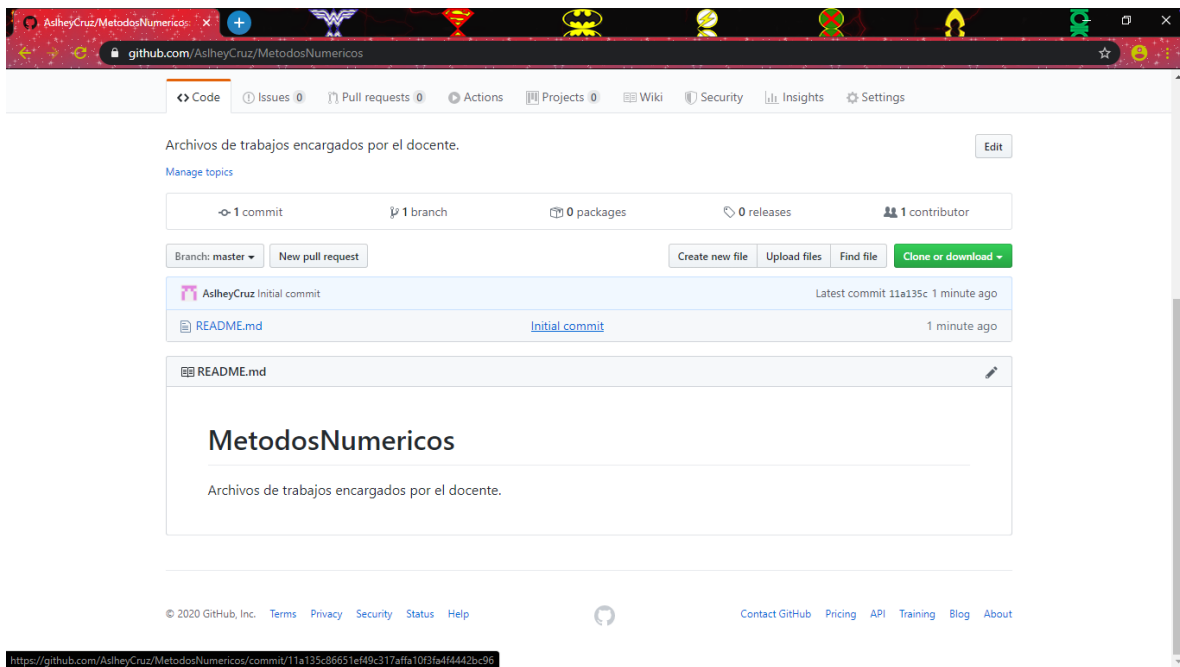 AslheyCruz/MetodosNumericos:
github.com/AslheyCruz/MetodosNumericos
Code Issues 0 Pull requests 0 Actions Projects 0 Wiki Security Insights Settings
Archivos de trabajos encargados por el docente. Edit
Manage topics
1 commit 1 branch 0 packages 0 releases 1 contributor
Branch: master New pull request Create new file Upload files Find file Clone or download
AslheyCruz Initial commit Latest commit 11a135c 1 minute ago
README.md Initial commit 1 minute ago
README.md
MetodosNumericos
Archivos de trabajos encargados por el docente.
© 2020 GitHub, Inc. Terms Privacy Security Status Help Contact GitHub Pricing API Training Blog About
https://github.com/AslheyCruz/MetodosNumericos/commit/11a135c86651ef49c317affa10f3fa4f4442bc96